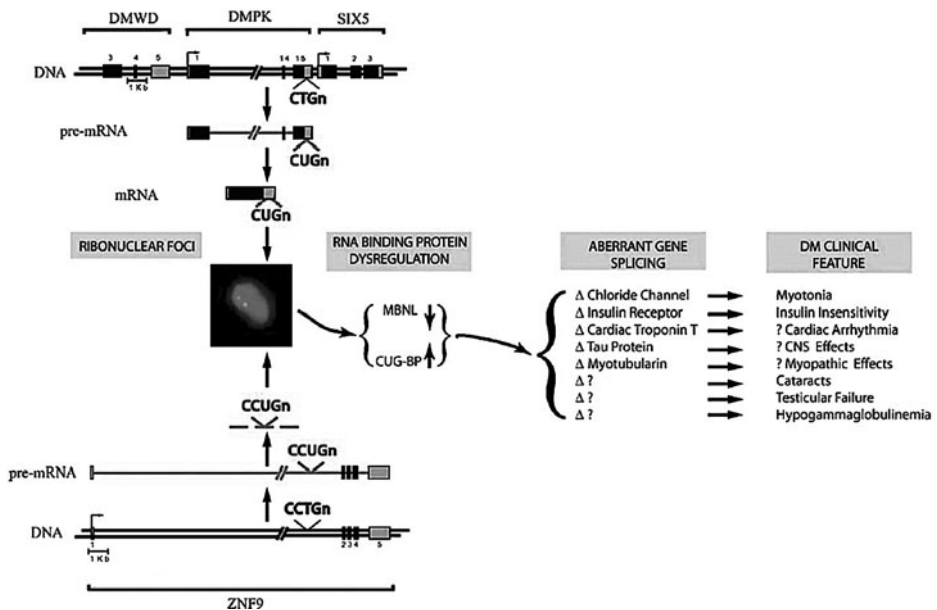 DMWD DMPK SIX5
3 4 5 1 14 15 1 2 3
DNA
1 Kb
CTGn
pre-mRNA
CUGn
mRNA
CUGn
RIBONUCLEAR FOCI
RNA BINDING PROTEIN
DYSREGULATION
MBNL
CUG-BP
ABERRANT GENE
SPLICING
DM CLINICAL
FEATURE
Δ Chloride Channel Myotonia
Δ Insulin Receptor Insulin Insensitivity
Δ Cardiac Troponin T ? Cardiac Arrhythmia
Δ Tau Protein ? CNS Effects
Δ Myotubularin ? Myopathic Effects
Δ ? Cataracts
Δ ? Testicular Failure
Δ ? Hypogammaglobulinemia
CCUGn
CCUGn
pre-mRNA
CCTGn
DNA
1 2 3 4 5
1 Kb
ZNF9